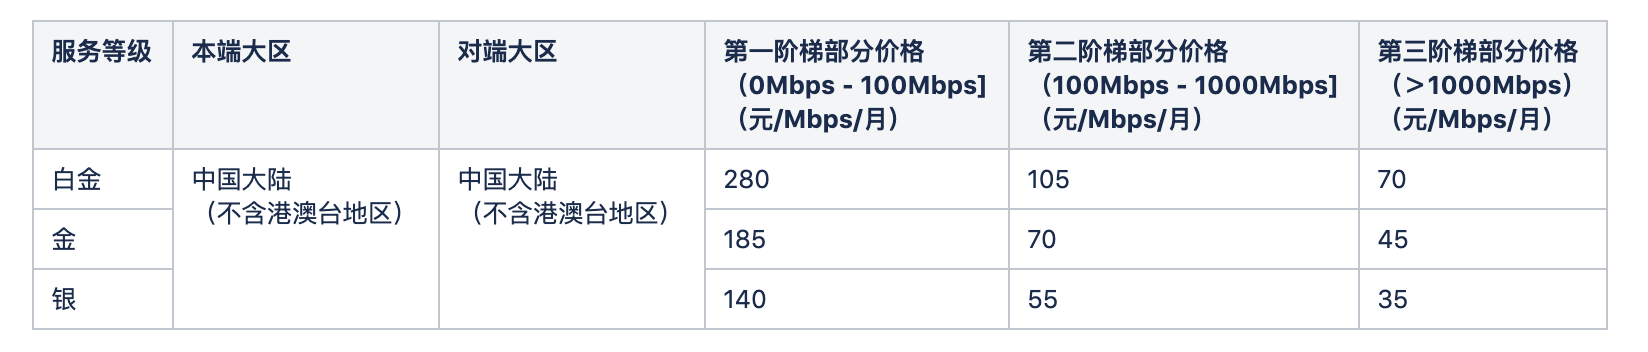 服务等级
本端大区
对端大区
第一阶梯部分价格
（0Mbps - 100Mbps]
（元/Mbps/月）
第二阶梯部分价格
（100Mbps - 1000Mbps]
（元/Mbps/月）
第三阶梯部分价格
（＞1000Mbps）
（元/Mbps/月）
白金
中国大陆
（不含港澳台地区）
中国大陆
（不含港澳台地区）
280
105
70
金
185
70
45
银
140
55
35